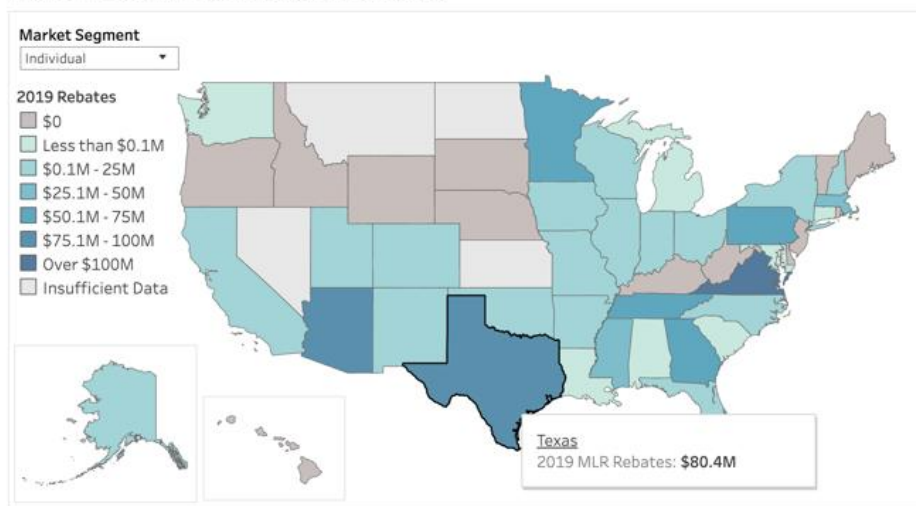 Market Segment
Individual
2019 Rebates
$0
Less than $0.1M
$0.1M - 25M
$25.1M - 50M
$50.1M - 75M
$75.1M - 100M
Over $100M
Insufficient Data
Texas
2019 MLR Rebates: $80.4M